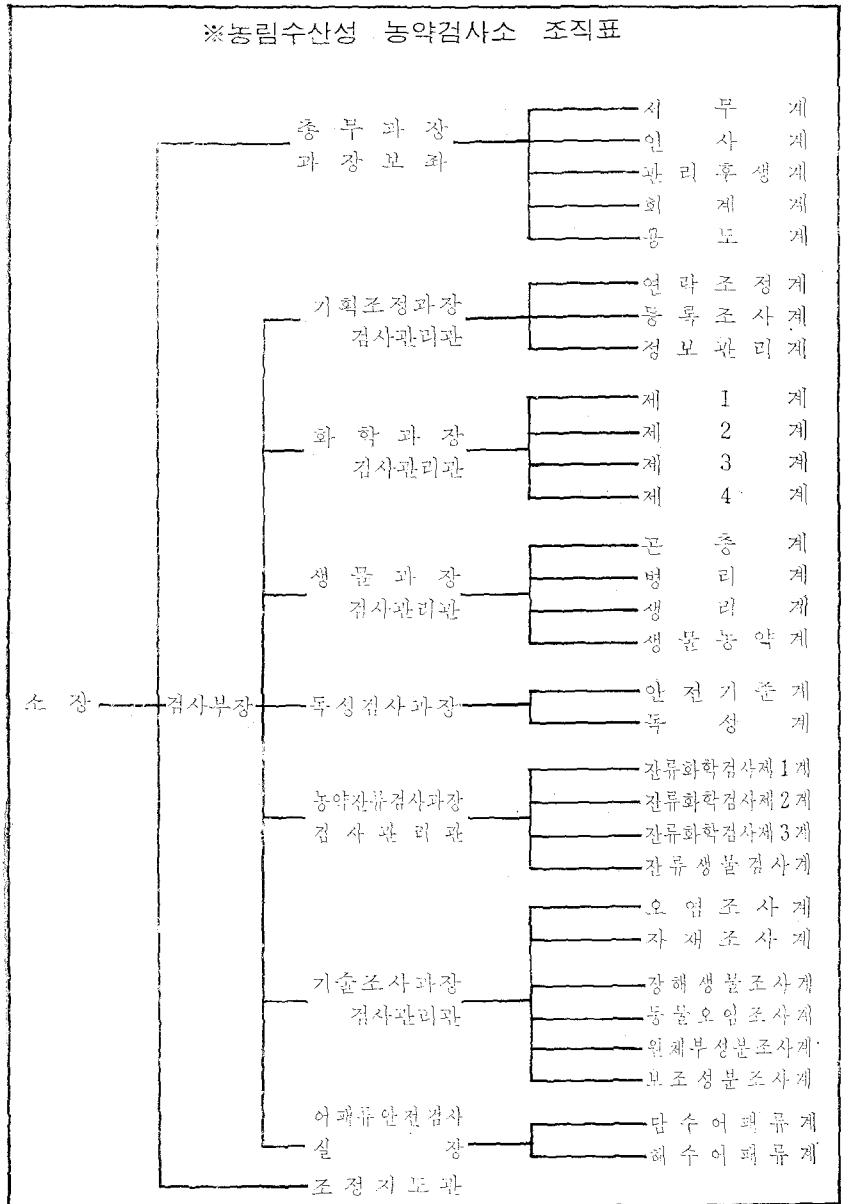 ※농림수산성 농약검사소 조직표
총무과장
과장보좌
서무계
인사계
관리후생계
회계계
용도계
기획조정과장
검사관리관
연락조정계
등록조사계
정보관리계
화학과장
검사관리관
제 1 계
제 2 계
제 3 계
제 4 계
생물과장
검사관리관
곤충계
병리계
생리계
생물농약계
소장
검사부장
독성검사과장
안전기준계
독성계
농약잔류검사과장
검사관리관
잔류화학검사제1계
잔류화학검사제2계
잔류화학검사제3계
잔류생물검사계
기술조사과장
검사관리관
오염조사계
자재조사계
장해생물조사계
동물오염조사계
원체부성분조사계
보조성분조사계
어패류안전검사
실장
담수어패류계
해수어패류계
조정지도관